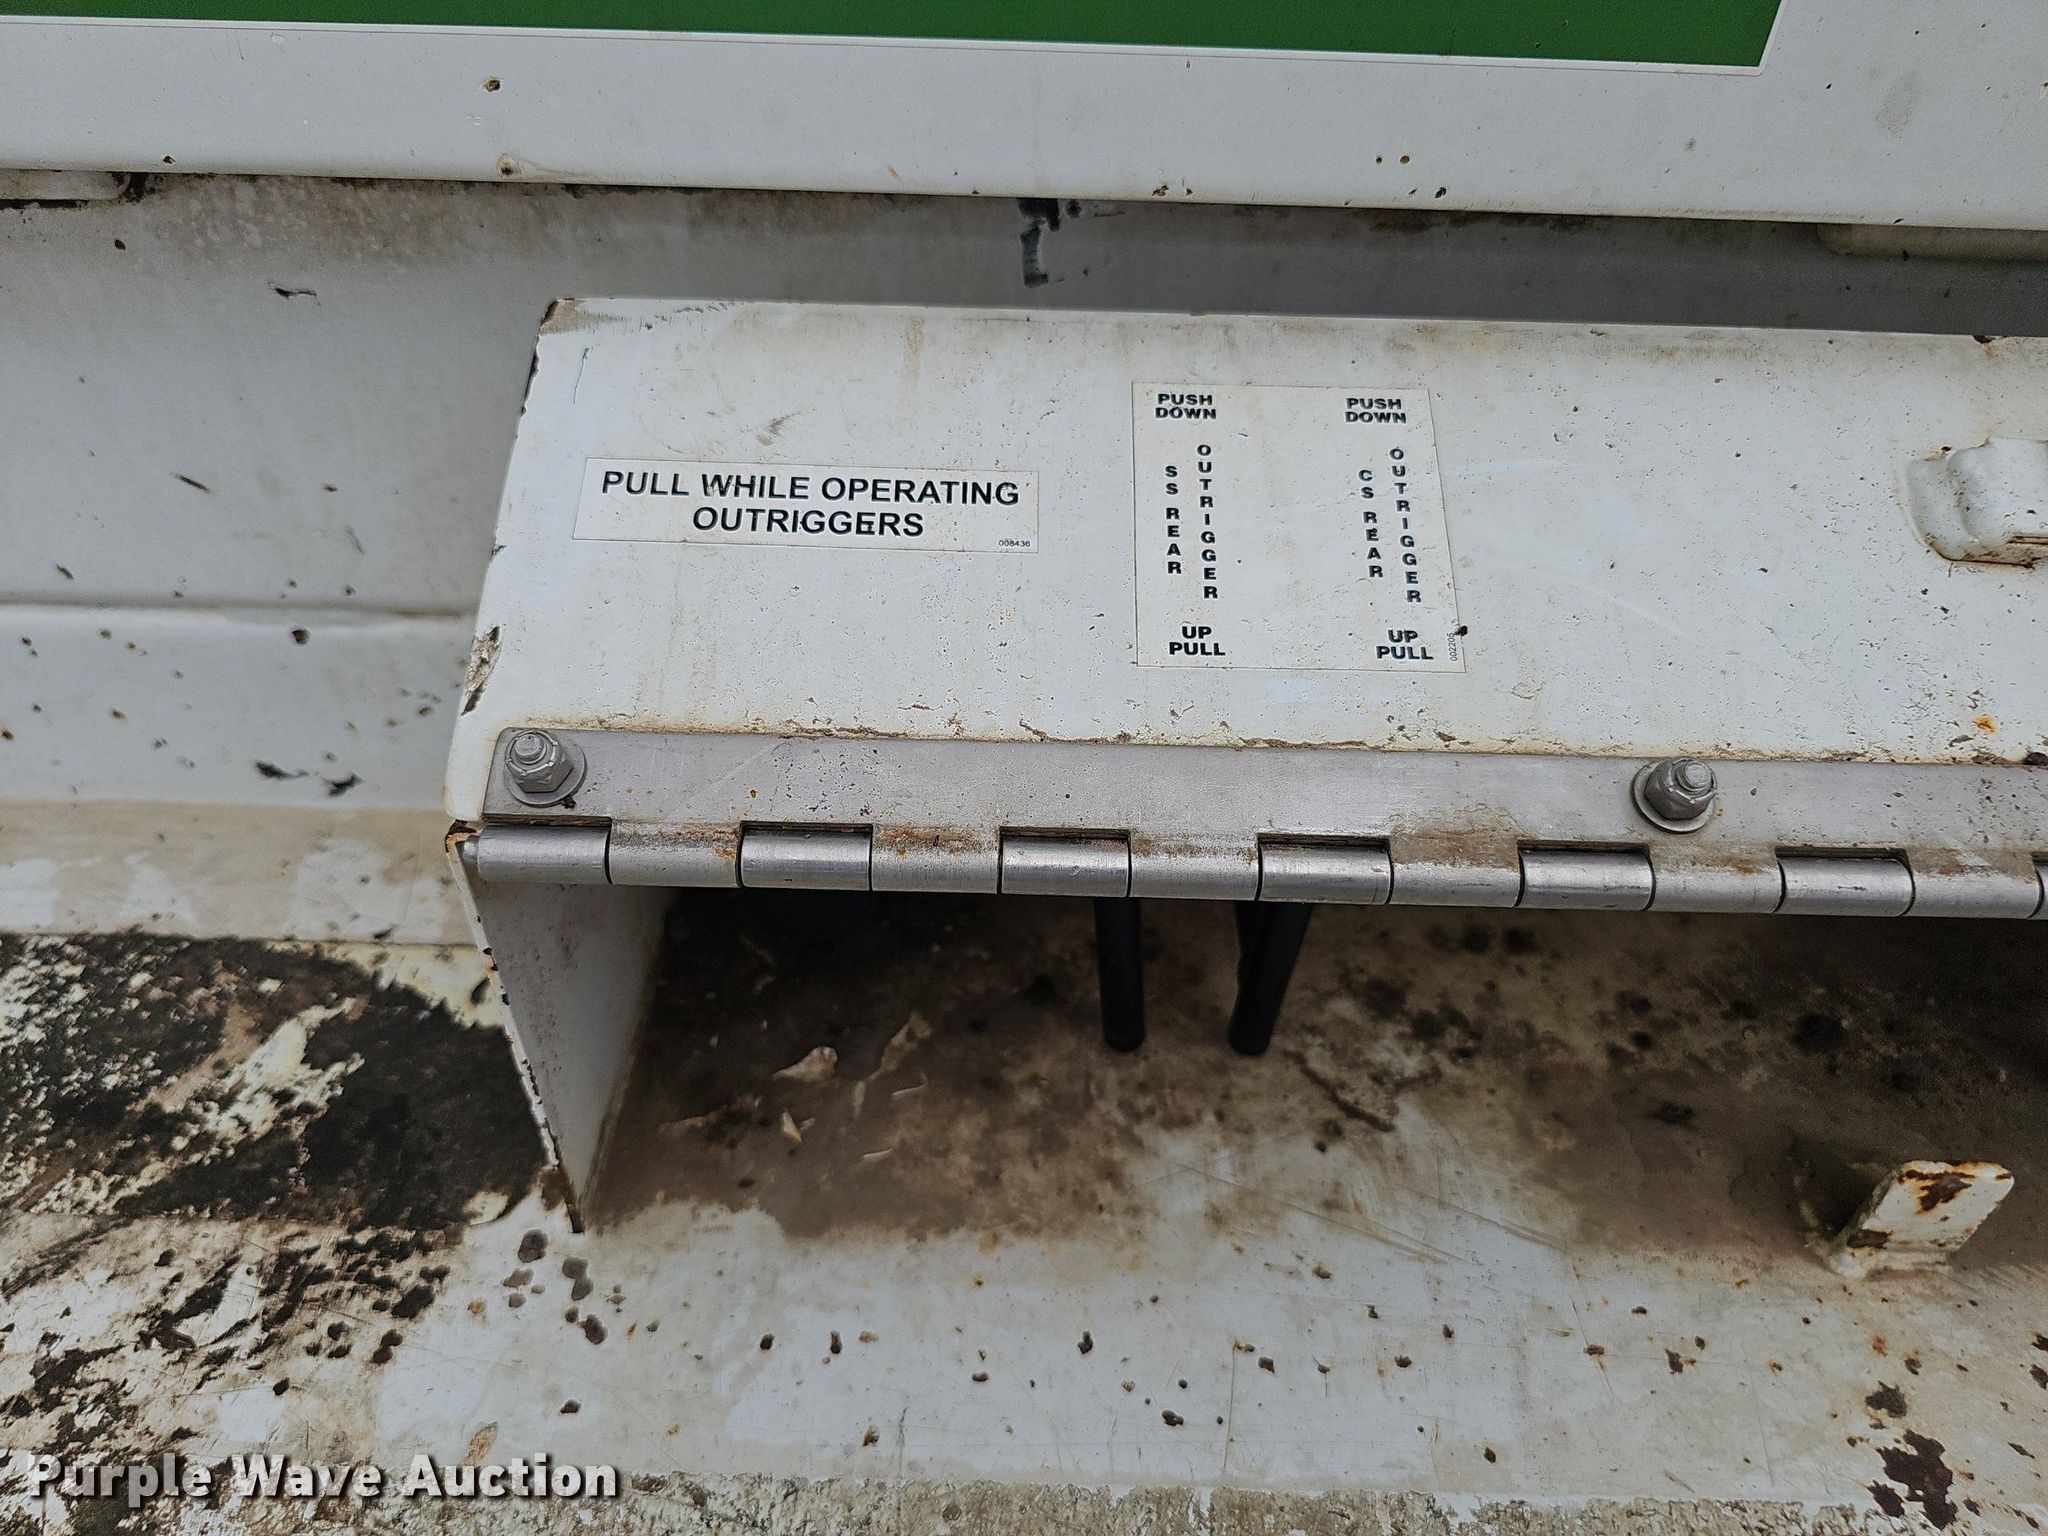 PULL WHILE OPERATING
OUTRIGGERS
008436
PUSH
DOWN
SS REAR
OUTRIGGER
UP
PULL
PUSH
DOWN
CS REAR
OUTRIGGER
UP
PULL
002205
Purple Wave Auction